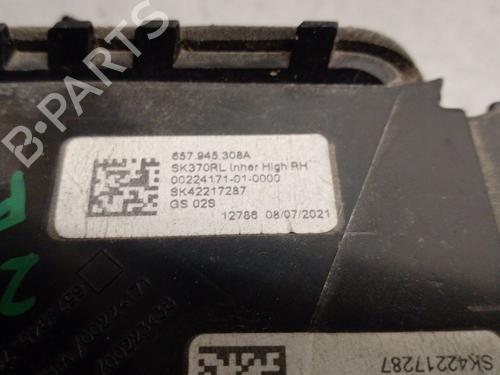 B-PARTS
657.945.308A
SK370RL Inner High RH
00224171-01-0000
SK42217287
GS 02S
12786 08/07/2021
SK42217287